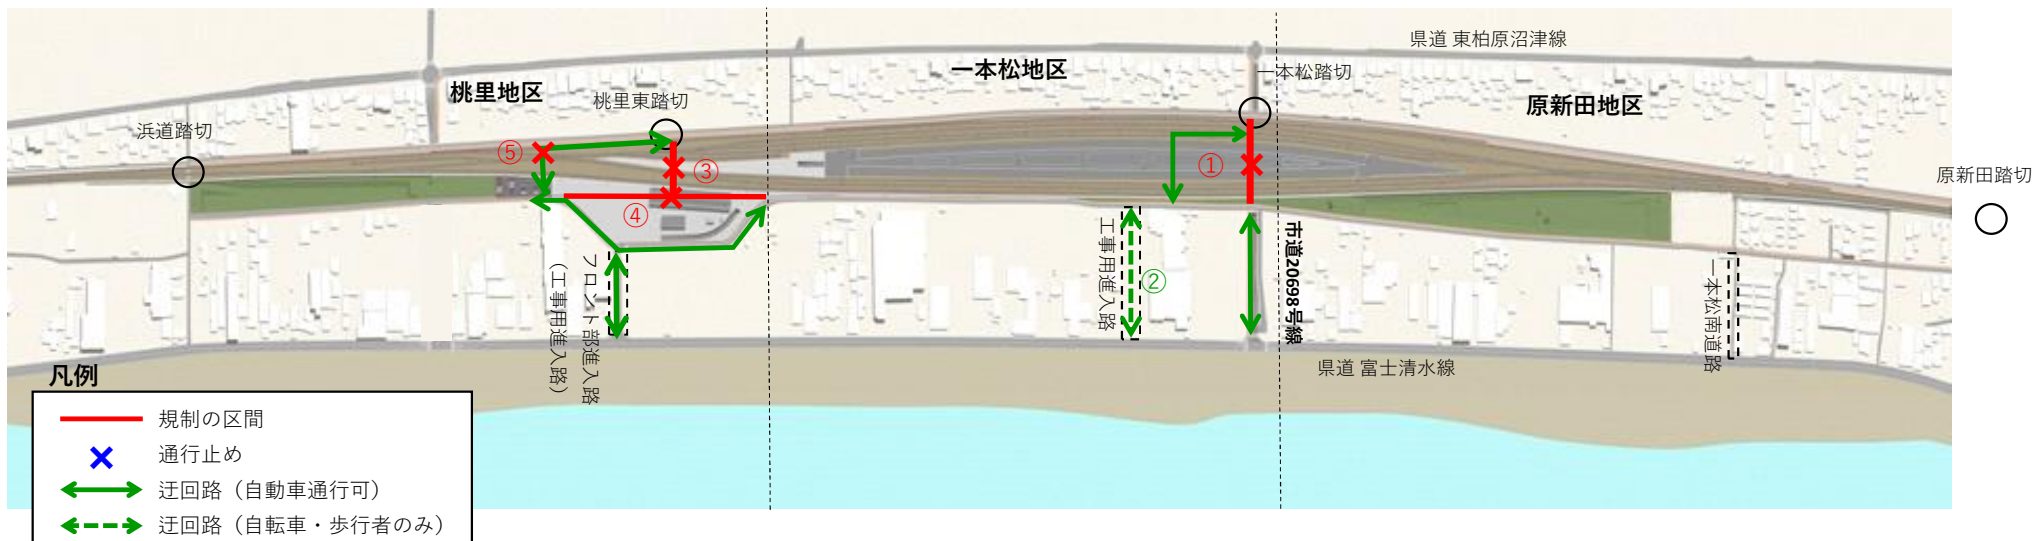 県道 東柏原沼津線
一本松地区
一本松踏切
桃里地区
桃里東踏切
原新田地区
浜道踏切
⑤
③
①
原新田踏切
④
②
市道20698号線
工事用進入路
フロント部進入路
(工事用進入路)
一本松南道路
県道 富士清水線
凡例
規制の区間
通行止め
迂回路（自動車通行可）
迂回路（自転車・歩行者のみ）